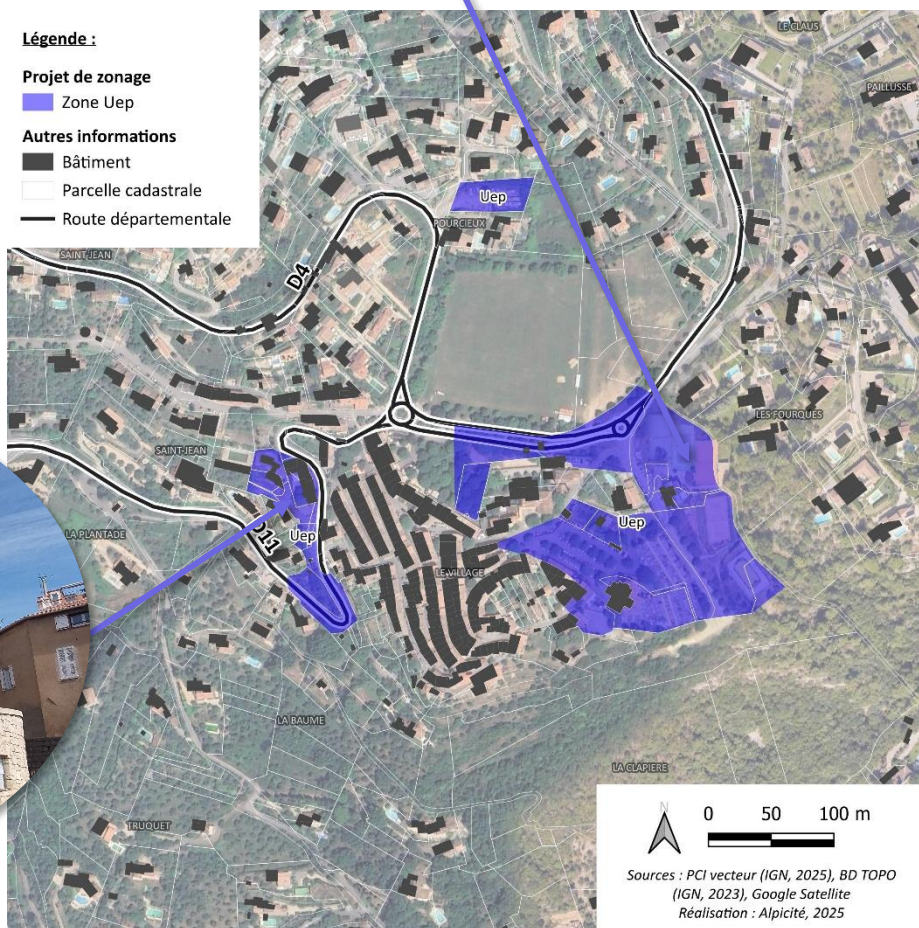 Légende :
Projet de zonage
Zone Uep
Autres informations
Bâtiment
Parcelle cadastrale
Route départementale
LE CLAUS
PAILLUSSE
Uep
POURCIEUX
SAINT-JEAN
D4
LES FOURQUES
SAINT-JEAN
Uep
D11
Uep
LA PLANTADE
LE VILLAGE
LA BAUME
LA CLAPIERE
TRUQUET
N
0 50 100 m
Sources : PCI vecteur (IGN, 2025), BD TOPO
(IGN, 2023), Google Satellite
Réalisation : Alpicité, 2025